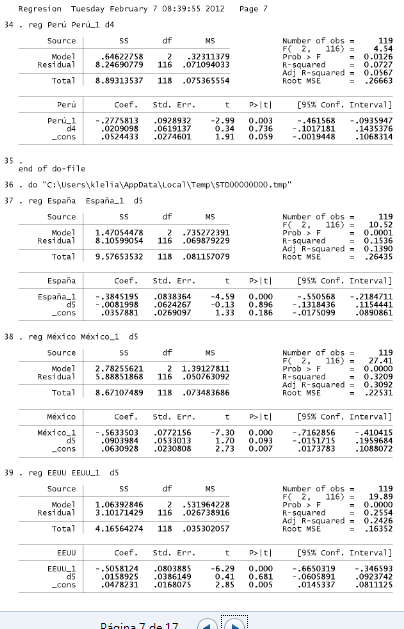 Regresion Tuesday February 7 08:39:55 2012 Page 7
34 . reg Perú Perú_1 d4
Source SS df MS Number of obs = 119
F( 2, 116) = 4.54
Model .64622758 2 .32311379 Prob > F = 0.0126
Residual 8.24690779 116 .071094033 R-squared = 0.0727
Adj R-squared = 0.0567
Total 8.89313537 118 .075365554 Root MSE = .26663
Perú Coef. Std. Err. t P>|t| [95% Conf. Interval]
Perú_1 -.2775813 .0928932 -2.99 0.003 -.461568 -.0935947
d4 .0209098 .0619137 0.34 0.736 -.1017181 .1435376
_cons .0524433 .0274601 1.91 0.059 -.0019448 .1068314
35 .
end of do-file
36 . do "C:\Users\klelia\AppData\Local\Temp\STD00000000.tmp"
37 . reg España España_1 d5
Source SS df MS Number of obs = 119
F( 2, 116) = 10.52
Model 1.47054478 2 .735272391 Prob > F = 0.0001
Residual 8.10599054 116 .069879229 R-squared = 0.1536
Adj R-squared = 0.1390
Total 9.57653532 118 .081157079 Root MSE = .26435
España Coef. Std. Err. t P>|t| [95% Conf. Interval]
España_1 -.3845195 .0838364 -4.59 0.000 -.550568 -.2184711
d5 -.0081998 .0624267 -0.13 0.896 -.1318436 .1154441
_cons .0357881 .0269097 1.33 0.186 -.0175099 .0890861
38 . reg México México_1 d5
Source SS df MS Number of obs = 119
F( 2, 116) = 27.41
Model 2.78255621 2 1.39127811 Prob > F = 0.0000
Residual 5.88851868 116 .050763092 R-squared = 0.3209
Adj R-squared = 0.3092
Total 8.67107489 118 .073483686 Root MSE = .22531
México Coef. Std. Err. t P>|t| [95% Conf. Interval]
México_1 -.5633503 .0772156 -7.30 0.000 -.7162856 -.410415
d5 .0903984 .0533013 1.70 0.093 -.0151715 .1959684
_cons .0630928 .0230808 2.73 0.007 .0173783 .1088072
39 . reg EEUU EEUU_1 d5
Source SS df MS Number of obs = 119
F( 2, 116) = 19.89
Model 1.06392846 2 .531964228 Prob > F = 0.0000
Residual 3.10171429 116 .026738916 R-squared = 0.2554
Adj R-squared = 0.2426
Total 4.16564274 118 .035302057 Root MSE = .16352
EEUU Coef. Std. Err. t P>|t| [95% Conf. Interval]
EEUU_1 -.5058124 .0803885 -6.29 0.000 -.6650319 -.346593
d5 .0158925 .0386149 0.41 0.681 -.0605891 .0923742
_cons .0478231 .0168075 2.85 0.005 .0145337 .0811125
Página 7 de 17